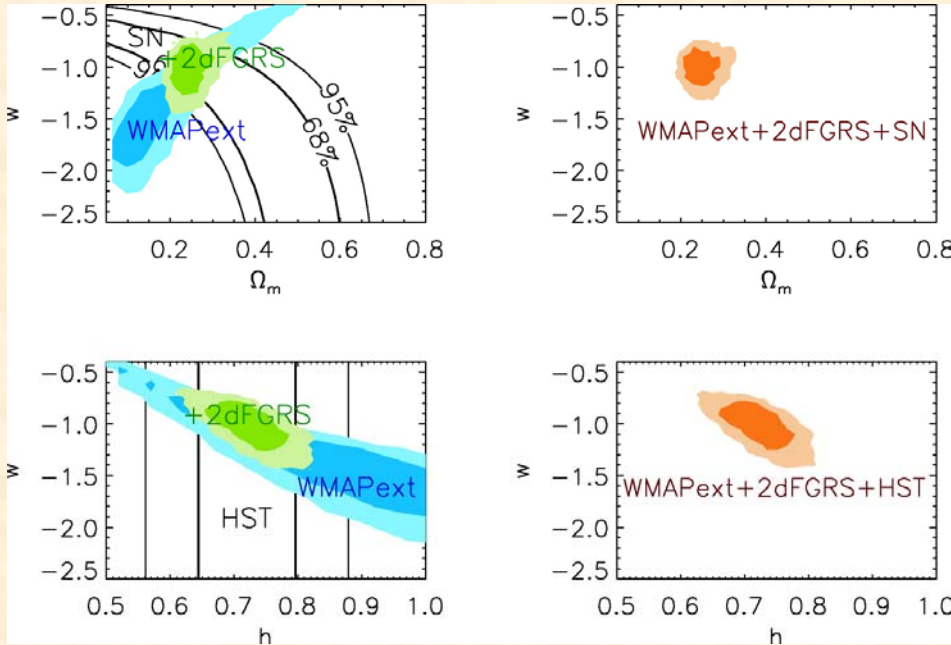 −0.5
−1.0
−1.5
−2.0
−2.5
w
SN
+2dFGRS
WMAPext
95%
68%
0.2 0.4 0.6 0.8
Ωm
−0.5
−1.0
−1.5
−2.0
−2.5
w
WMAPext+2dFGRS+SN
0.2 0.4 0.6 0.8
Ωm
−0.5
−1.0
−1.5
−2.0
−2.5
w
+2dFGRS
WMAPext
HST
0.5 0.6 0.7 0.8 0.9 1.0
h
−0.5
−1.0
−1.5
−2.0
−2.5
w
WMAPext+2dFGRS+HST
0.5 0.6 0.7 0.8 0.9 1.0
h